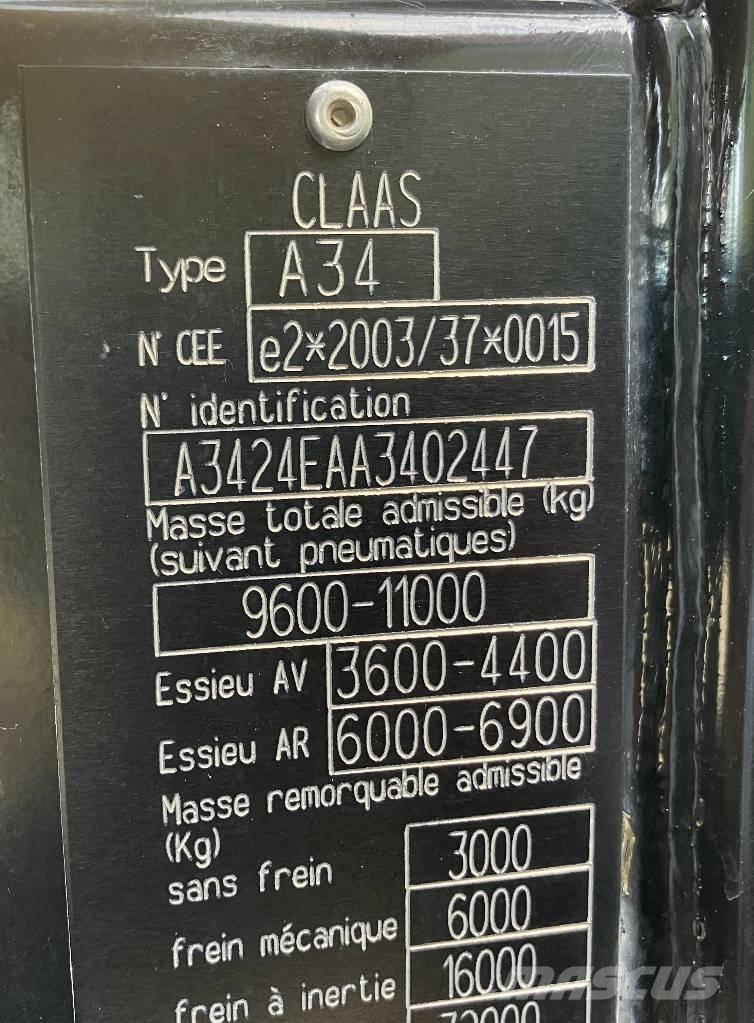 CLAAS
Type A34
N° CEE e2*2003/37*0015
N° identification
A3424EAA3402447
Masse totale admissible (kg)
(suivant pneumatiques)
9600-11000
Essieu AV 3600-4400
Essieu AR 6000-6900
Masse remorquable admissible
(Kg)
sans frein 3000
frein mécanique 6000
frein à inertie 16000
MASCUS